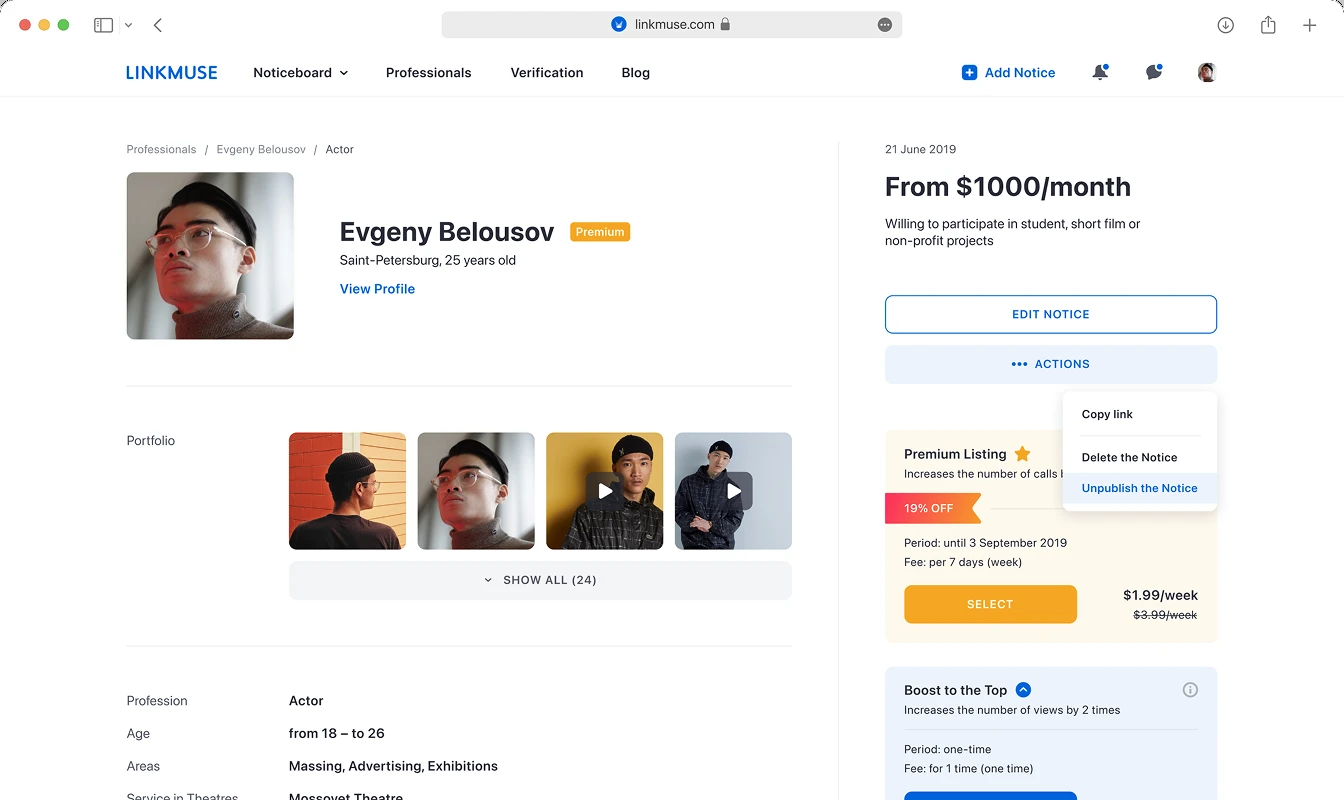 linkmuse.com
LINKMUSE
Noticeboard
Professionals
Verification
Blog
Add Notice
Professionals / Evgeny Belousov / Actor
Evgeny Belousov
Premium
Saint-Petersburg, 25 years old
View Profile
Portfolio
SHOW ALL (24)
Profession
Actor
Age
from 18 – to 26
Areas
Massing, Advertising, Exhibitions
Service in Theatres
Mossovet Theatre
21 June 2019
From $1000/month
Willing to participate in student, short film or
non-profit projects
EDIT NOTICE
ACTIONS
Copy link
Delete the Notice
Unpublish the Notice
Premium Listing
Increases the number of calls
19% OFF
Period: until 3 September 2019
Fee: per 7 days (week)
SELECT
$1.99/week
$3.99/week
Boost to the Top
Increases the number of views by 2 times
Period: one-time
Fee: for 1 time (one time)